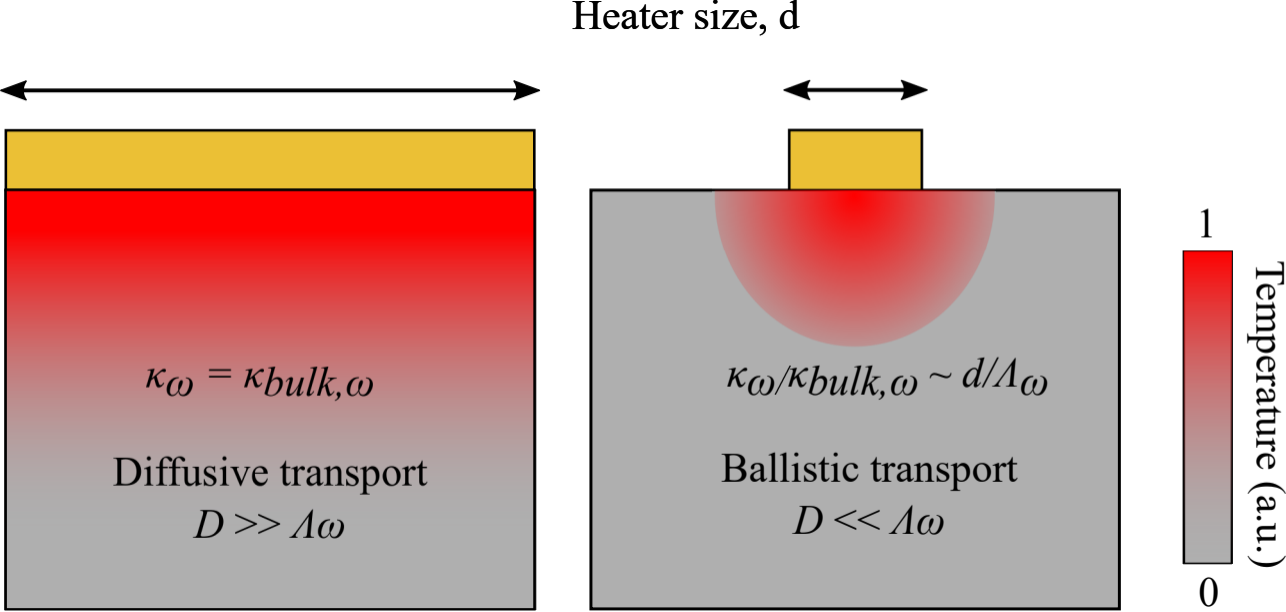 Heater size, d
κω = κbulk,ω
Diffusive transport
D >> Λω
κω/κbulk,ω ~ d/Λω
Ballistic transport
D << Λω
1
Temperature (a.u.)
0